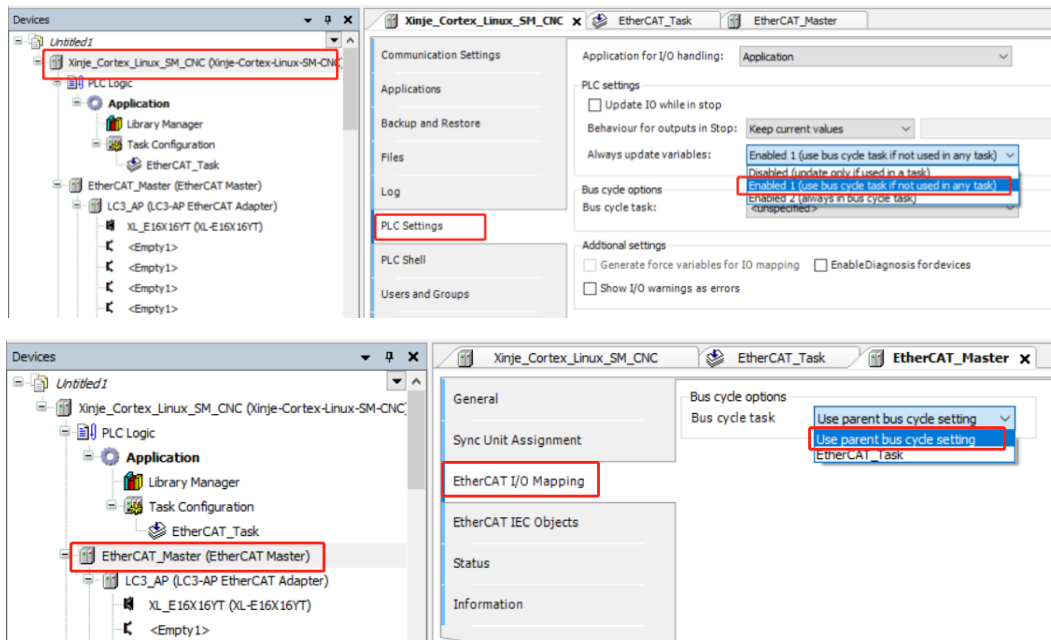 Devices
Untitled1
Xinje_Cortex_Linux_SM_CNC (Xinje-Cortex-Linux-SM-CNC
PLC Logic
Application
Library Manager
Task Configuration
EtherCAT_Task
EtherCAT_Master (EtherCAT Master)
LC3_AP (LC3-AP EtherCAT Adapter)
XL_E16X16YT (XL-E16X16YT)
<Empty1>
<Empty1>
<Empty1>
<Empty1>
Xinje_Cortex_Linux_SM_CNC
EtherCAT_Task
EtherCAT_Master
Communication Settings
Applications
Backup and Restore
Files
Log
PLC Settings
PLC Shell
Users and Groups
Application for I/O handling: Application
PLC settings
Update IO while in stop
Behaviour for outputs in Stop: Keep current values
Always update variables: Enabled 1 (use bus cycle task if not used in any task)
Disabled (update only if used in a task)
Enabled 1 (use bus cycle task if not used in any task)
Enabled 2 (always in bus cycle task)
Bus cycle options
Bus cycle task: <unspecified>
Addtional settings
Generate force variables for IO mapping
Enable Diagnosis for devices
Show I/O warnings as errors
Devices
Untitled1
Xinje_Cortex_Linux_SM_CNC (Xinje-Cortex-Linux-SM-CNC
PLC Logic
Application
Library Manager
Task Configuration
EtherCAT_Task
EtherCAT_Master (EtherCAT Master)
LC3_AP (LC3-AP EtherCAT Adapter)
XL_E16X16YT (XL-E16X16YT)
<Empty1>
Xinje_Cortex_Linux_SM_CNC
EtherCAT_Task
EtherCAT_Master
General
Sync Unit Assignment
EtherCAT I/O Mapping
EtherCAT IEC Objects
Status
Information
Bus cycle options
Bus cycle task Use parent bus cycle setting
Use parent bus cycle setting
EtherCAT_Task